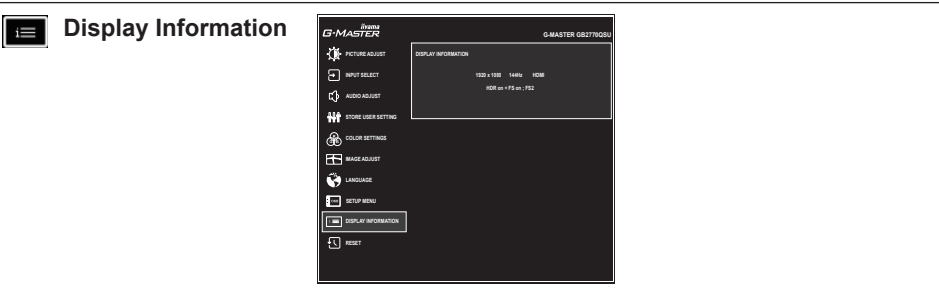 Display Information
iiyama
G-MASTER
G-MASTER GB2770QSU
PICTURE ADJUST
DISPLAY INFORMATION
INPUT SELECT
1920 x 1080 144Hz HDMI
HDR on + FS on ; FS2
AUDIO ADJUST
STORE USER SETTING
COLOR SETTINGS
IMAGE ADJUST
LANGUAGE
SETUP MENU
DISPLAY INFORMATION
RESET